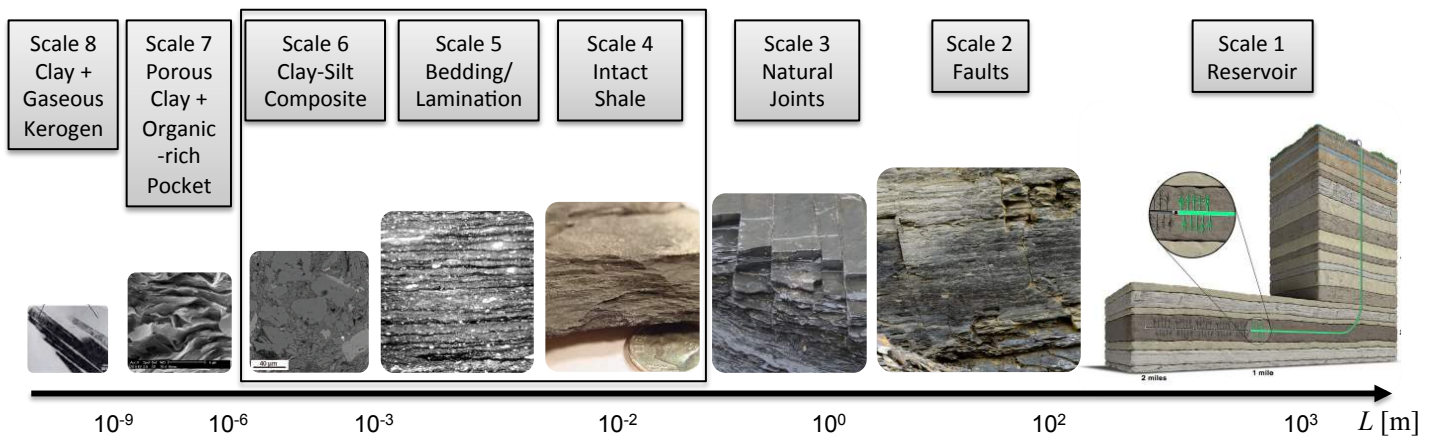 Scale 8
Clay +
Gaseous
Kerogen
Scale 7
Porous
Clay +
Organic
-rich
Pocket
Scale 6
Clay-Silt
Composite
Scale 5
Bedding/
Lamination
Scale 4
Intact
Shale
Scale 3
Natural
Joints
Scale 2
Faults
Scale 1
Reservoir
40 µm
2 miles
1 mile
10⁻⁹
10⁻⁶
10⁻³
10⁻²
10⁰
10²
10³
L [m]